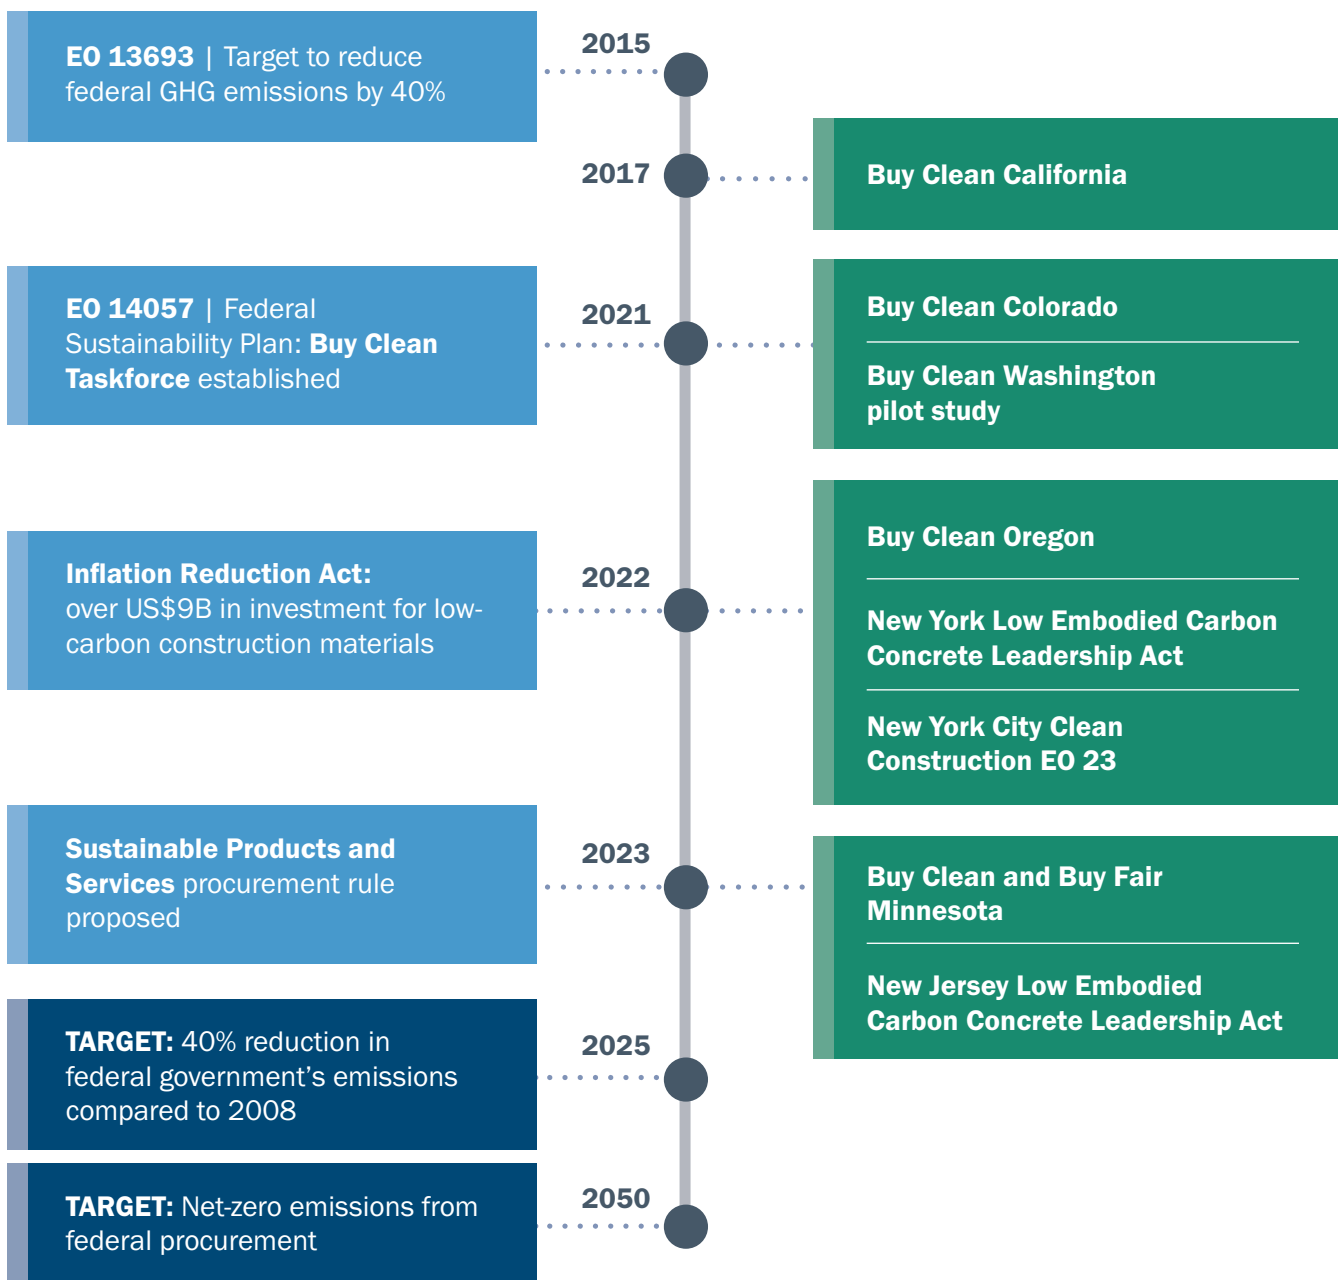 2015
EO 13693 | Target to reduce
federal GHG emissions by 40%
2017
Buy Clean California
2021
EO 14057 | Federal
Sustainability Plan: Buy Clean
Taskforce established
Buy Clean Colorado
Buy Clean Washington
pilot study
2022
Inflation Reduction Act:
over US$9B in investment for low-
carbon construction materials
Buy Clean Oregon
New York Low Embodied Carbon
Concrete Leadership Act
New York City Clean
Construction EO 23
2023
Sustainable Products and
Services procurement rule
proposed
Buy Clean and Buy Fair
Minnesota
New Jersey Low Embodied
Carbon Concrete Leadership Act
2025
TARGET: 40% reduction in
federal government’s emissions
compared to 2008
2050
TARGET: Net-zero emissions from
federal procurement